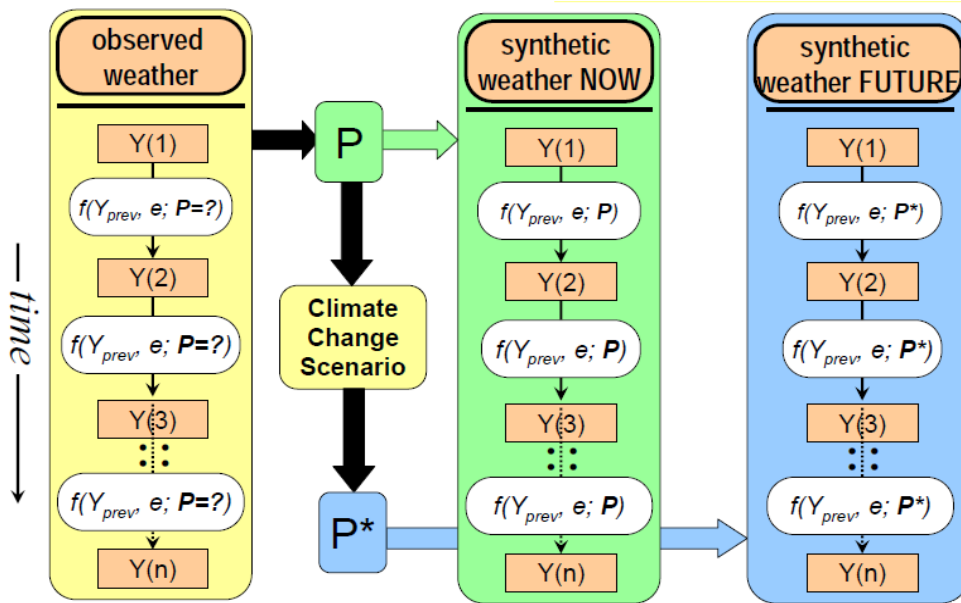 observed
weather
Y(1)
f(Yprev, e; P=?)
Y(2)
f(Yprev, e; P=?)
Y(3)
f(Yprev, e; P=?)
Y(n)
time
P
Climate
Change
Scenario
P*
synthetic
weather NOW
Y(1)
f(Yprev, e; P)
Y(2)
f(Yprev, e; P)
Y(3)
f(Yprev, e; P)
Y(n)
synthetic
weather FUTURE
Y(1)
f(Yprev, e; P*)
Y(2)
f(Yprev, e; P*)
Y(3)
f(Yprev, e; P*)
Y(n)